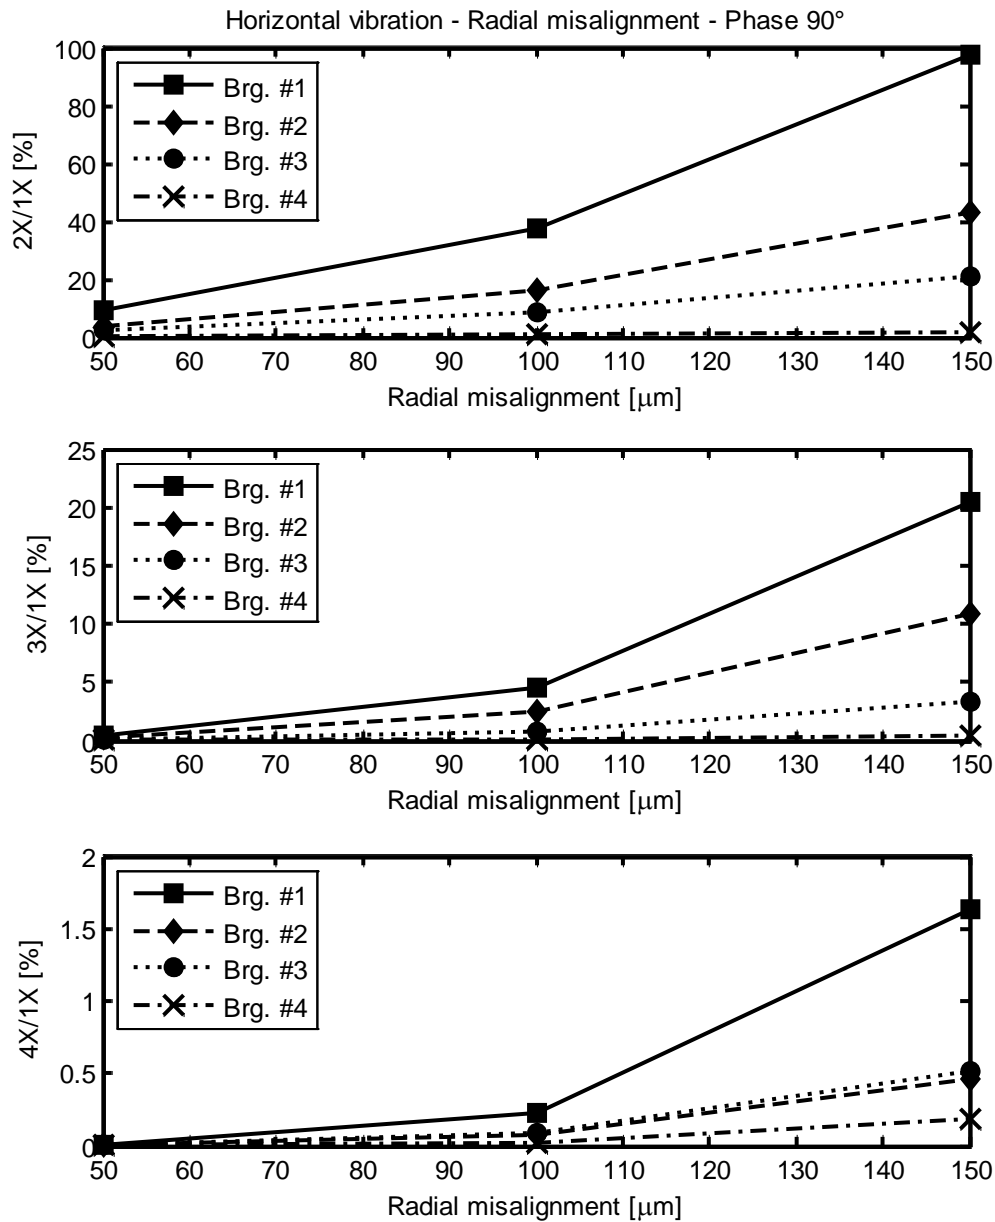 Horizontal vibration - Radial misalignment - Phase 90°
100
80
60
40
20
0
2X/1X [%]
Brg. #1
Brg. #2
Brg. #3
Brg. #4
50 60 70 80 90 100 110 120 130 140 150
Radial misalignment [μm]
25
20
15
10
5
0
3X/1X [%]
Brg. #1
Brg. #2
Brg. #3
Brg. #4
50 60 70 80 90 100 110 120 130 140 150
Radial misalignment [μm]
2
1.5
1
0.5
0
4X/1X [%]
Brg. #1
Brg. #2
Brg. #3
Brg. #4
50 60 70 80 90 100 110 120 130 140 150
Radial misalignment [μm]